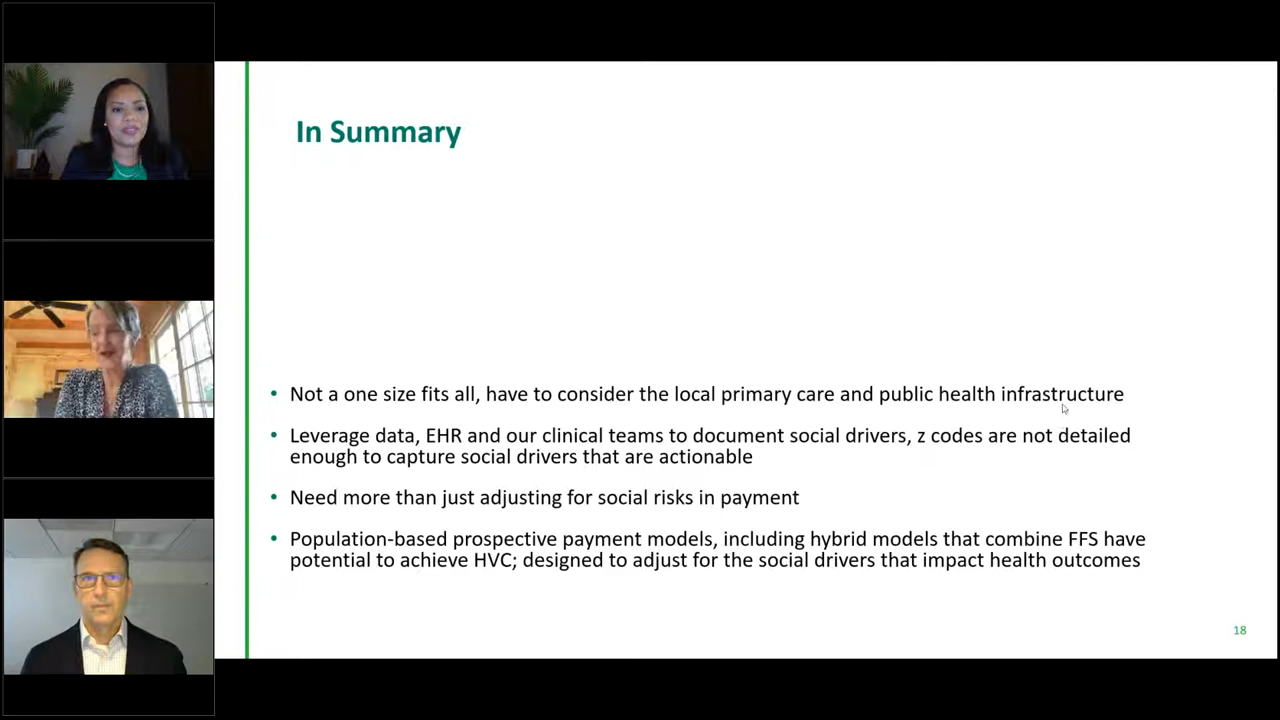 In Summary
• Not a one size fits all, have to consider the local primary care and public health infrastructure
• Leverage data, EHR and our clinical teams to document social drivers, z codes are not detailed
enough to capture social drivers that are actionable
• Need more than just adjusting for social risks in payment
• Population-based prospective payment models, including hybrid models that combine FFS have
potential to achieve HVC; designed to adjust for the social drivers that impact health outcomes
18